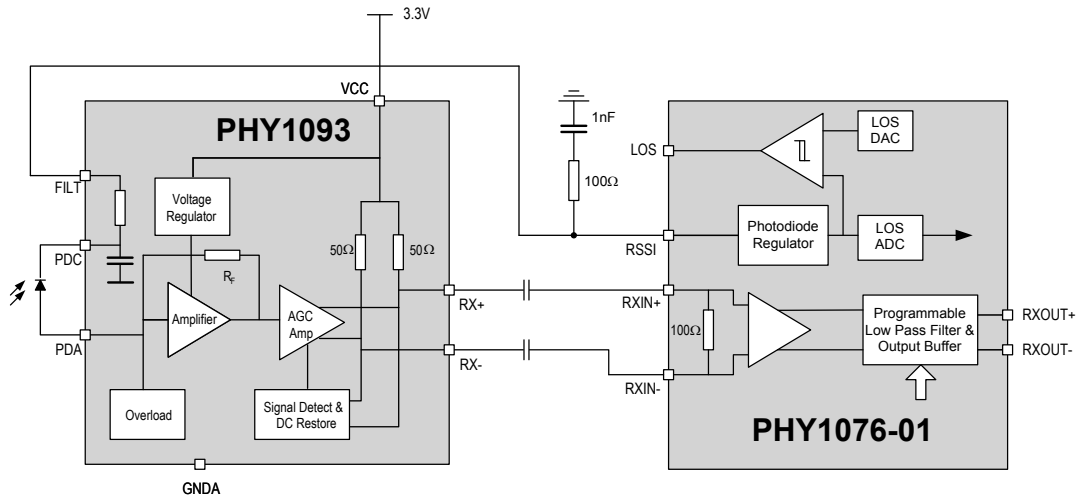 3.3V
VCC
PHY1093
FILT
Voltage
Regulator
PDC
50Ω
50Ω
R_F
Amplifier
AGC
Amp
RX+
PDA
RX-
Overload
Signal Detect &
DC Restore
GNDA
1nF
100Ω
LOS
LOS
DAC
RSSI
Photodiode
Regulator
LOS
ADC
RXIN+
100Ω
Programmable
Low Pass Filter &
Output Buffer
RXOUT+
RXOUT-
RXIN-
PHY1076-01